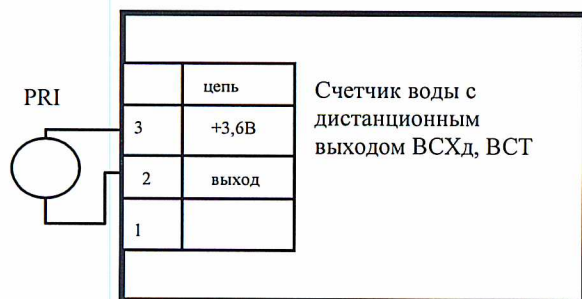 PRI
цепь
3 +3,6В
2 выход
1
Счетчик воды с
дистанционным
выходом ВСХд, ВСТ